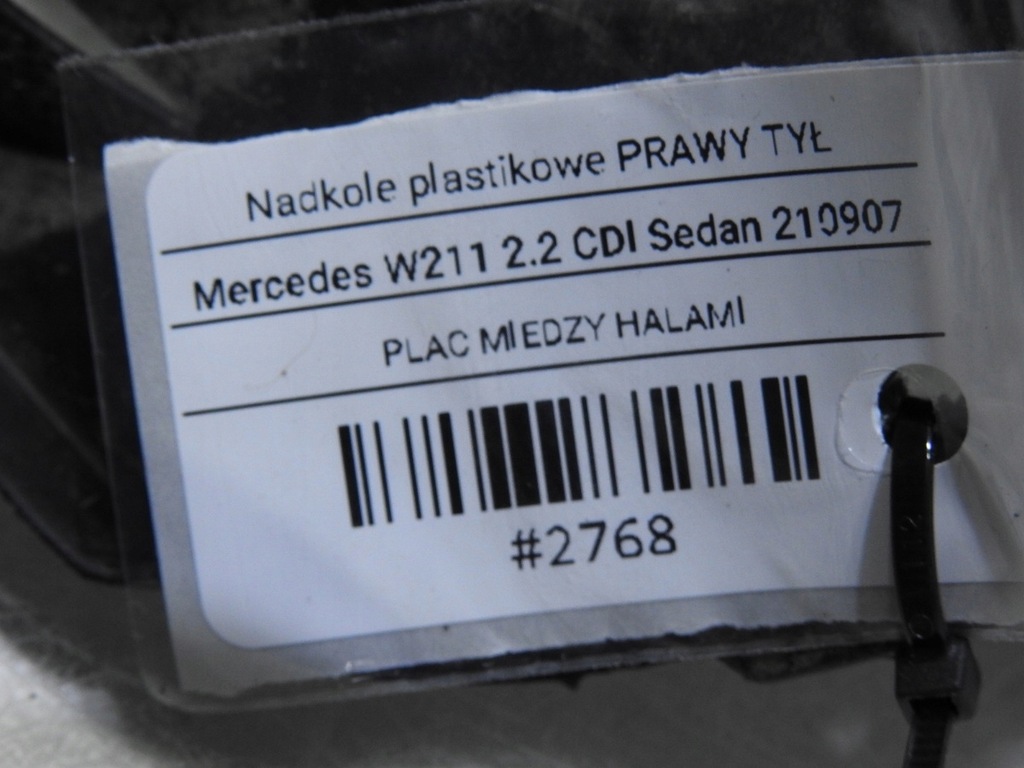 Nadkole plastikowe PRAWY TYŁ
Mercedes W211 2.2 CDI Sedan 210907
PLAC MIEDZY HALAMI
#2768